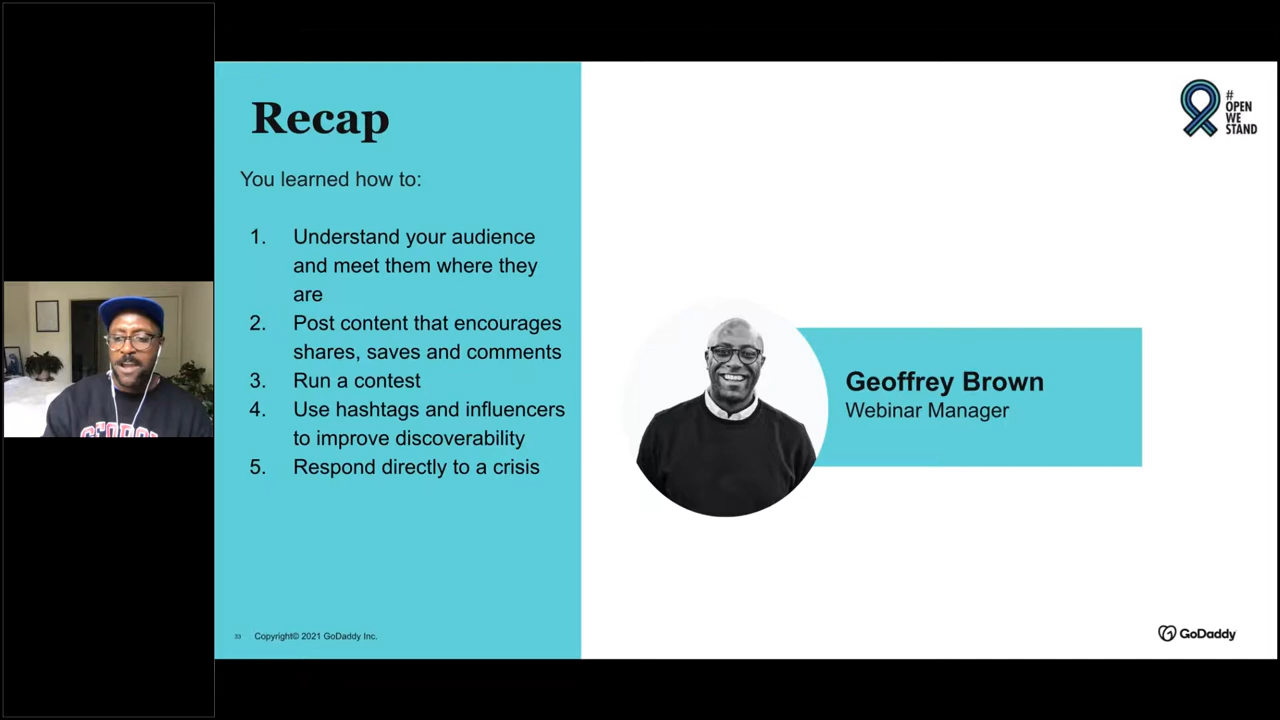 Recap
You learned how to:
1. Understand your audience
and meet them where they
are
2. Post content that encourages
shares, saves and comments
3. Run a contest
4. Use hashtags and influencers
to improve discoverability
5. Respond directly to a crisis
33 Copyright© 2021 GoDaddy Inc.
#
OPEN
WE
STAND
Geoffrey Brown
Webinar Manager
GoDaddy